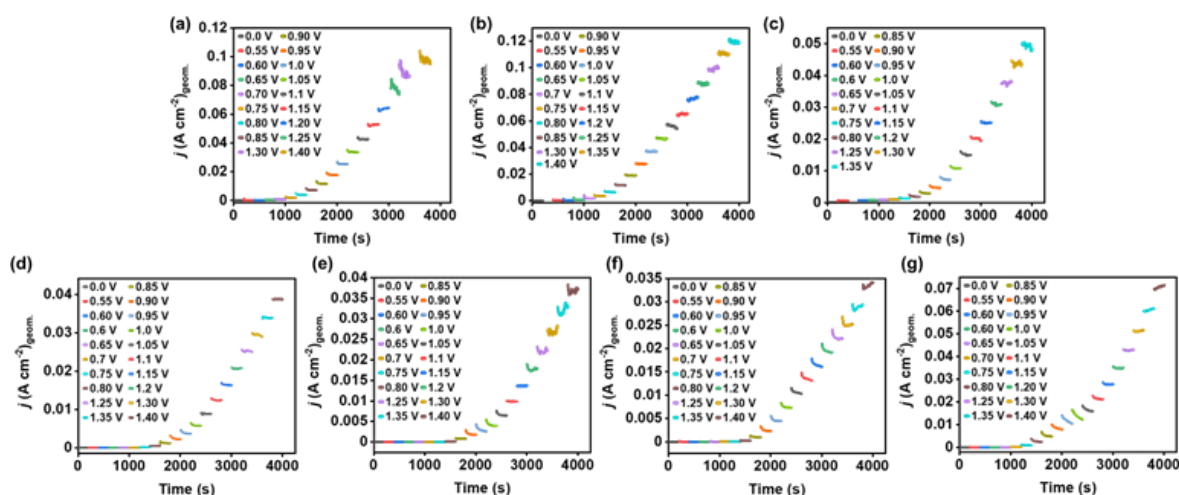 (a)
j (A cm⁻²)geom.
0.12
0.1
0.08
0.06
0.04
0.02
0
0.0 V 0.90 V
0.55 V 0.95 V
0.60 V 1.0 V
0.65 V 1.05 V
0.70 V 1.1 V
0.75 V 1.15 V
0.80 V 1.20 V
0.85 V 1.25 V
1.30 V 1.40 V
0 1000 2000 3000 4000
Time (s)
(b)
j (A cm⁻²)geom.
0.12
0.1
0.08
0.06
0.04
0.02
0
0.0 V 0.90 V
0.55 V 0.95 V
0.60 V 1.0 V
0.65 V 1.05 V
0.7 V 1.1 V
0.75 V 1.15 V
0.80 V 1.2 V
0.85 V 1.25 V
1.30 V 1.35 V
1.40 V
0 1000 2000 3000 4000
Time (s)
(c)
j (A cm⁻²)geom.
0.05
0.04
0.03
0.02
0.01
0
0.0 V 0.85 V
0.55 V 0.90 V
0.60 V 0.95 V
0.6 V 1.0 V
0.65 V 1.05 V
0.7 V 1.1 V
0.75 V 1.15 V
0.80 V 1.2 V
1.25 V 1.30 V
1.35 V
0 1000 2000 3000 4000
Time (s)
(d)
j (A cm⁻²)geom.
0.04
0.03
0.02
0.01
0
0.0 V 0.85 V
0.55 V 0.90 V
0.60 V 0.95 V
0.6 V 1.0 V
0.65 V 1.05 V
0.7 V 1.1 V
0.75 V 1.15 V
0.80 V 1.2 V
1.25 V 1.30 V
1.35 V 1.40 V
0 1000 2000 3000 4000
Time (s)
(e)
j (A cm⁻²)geom.
0.04
0.035
0.03
0.025
0.02
0.015
0.01
0.005
0
0.0 V 0.85 V
0.55 V 0.90 V
0.60 V 0.95 V
0.6 V 1.0 V
0.65 V 1.05 V
0.7 V 1.1 V
0.75 V 1.15 V
0.80 V 1.2 V
1.25 V 1.30 V
1.35 V 1.40 V
0 1000 2000 3000 4000
Time (s)
(f)
j (A cm⁻²)geom.
0.035
0.03
0.025
0.02
0.015
0.01
0.005
0
0.0 V 0.85 V
0.55 V 0.90 V
0.60 V 0.95 V
0.6 V 1.0 V
0.65 V 1.05 V
0.7 V 1.1 V
0.75 V 1.15 V
0.80 V 1.2 V
1.25 V 1.30 V
1.35 V 1.40 V
0 1000 2000 3000 4000
Time (s)
(g)
j (A cm⁻²)geom.
0.07
0.06
0.05
0.04
0.03
0.02
0.01
0
0.0 V 0.85 V
0.55 V 0.90 V
0.60 V 0.95 V
0.60 V 1.0 V
0.65 V 1.05 V
0.70 V 1.1 V
0.75 V 1.15 V
0.80 V 1.20 V
1.25 V 1.30 V
1.35 V 1.40 V
0 1000 2000 3000 4000
Time (s)